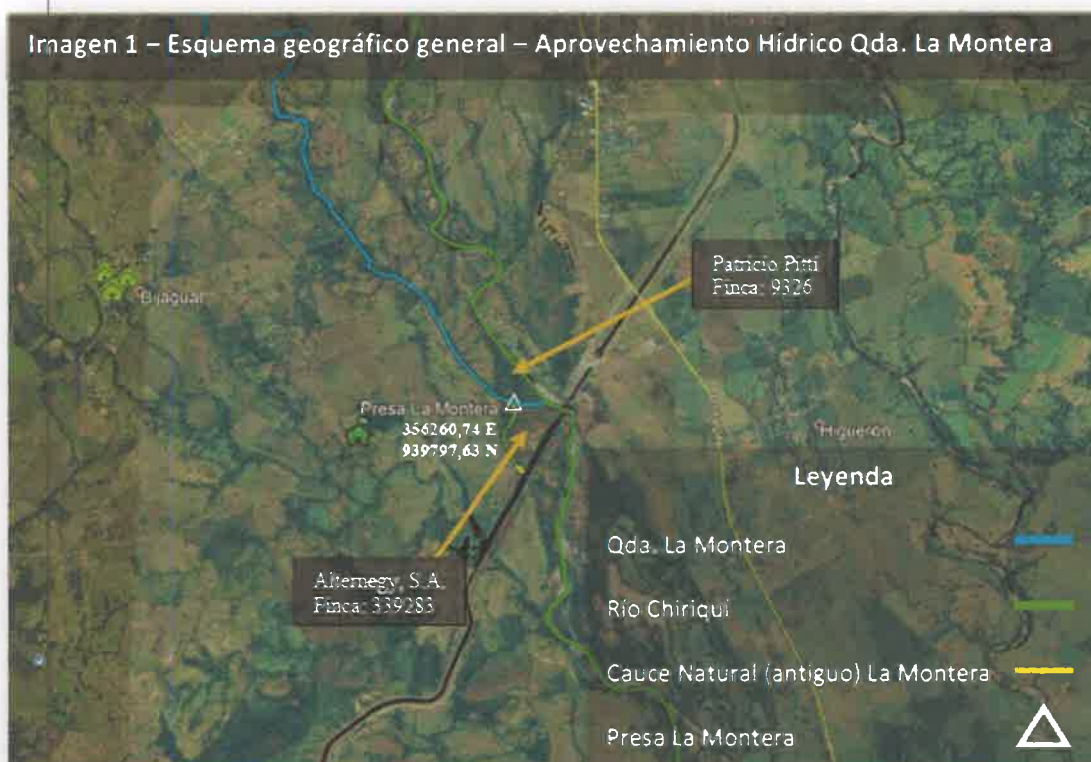 Imagen 1 – Esquema geográfico general – Aprovechamiento Hídrico Qda. La Montera
Patricio Pitti
Finca: 9326
Bijagual
Presa La Montera
356260,74 E
939797,63 N
Higuerón
Leyenda
Alternegy, S.A.
Finca: 339283
Qda. La Montera
Río Chiriquí
Cauce Natural (antiguo) La Montera
Presa La Montera